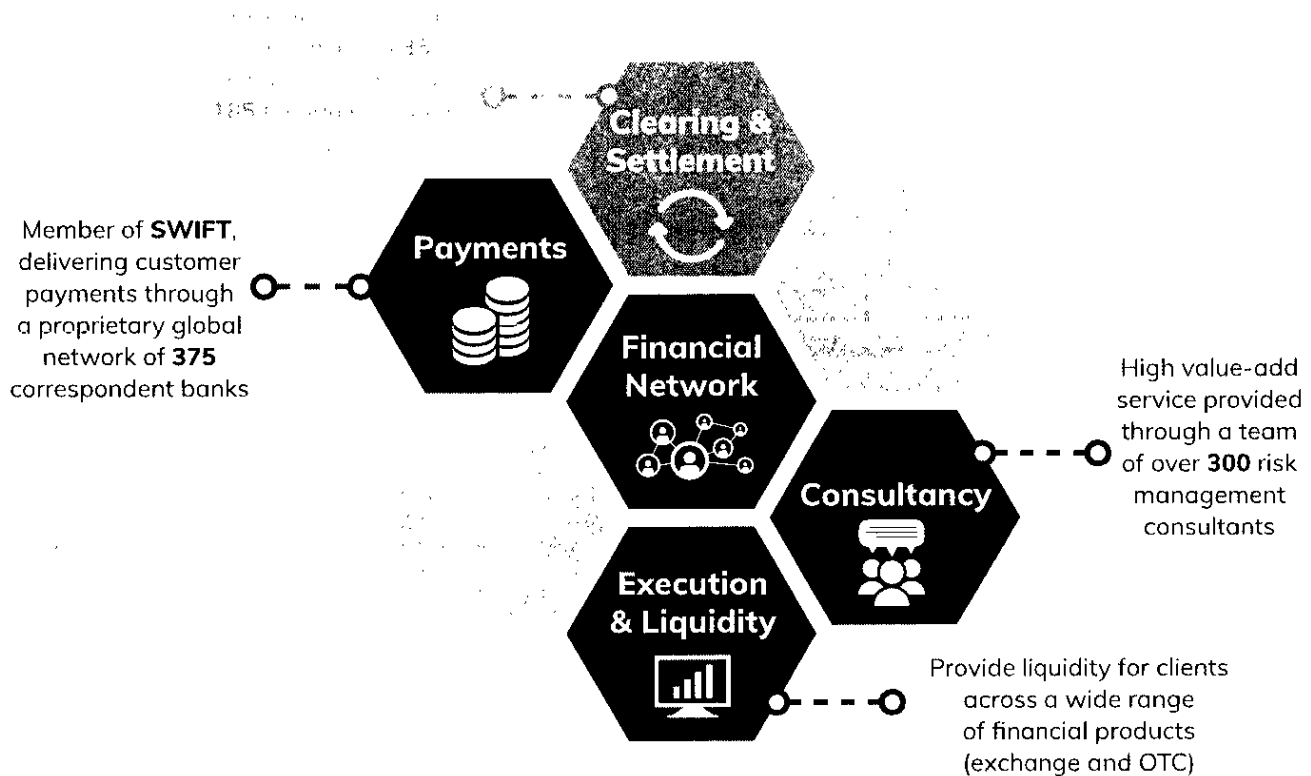 185
Clearing &
Settlement
Member of SWIFT,
delivering customer
payments through
a proprietary global
network of 375
correspondent banks
Payments
Financial
Network
High value-add
service provided
through a team
of over 300 risk
management
consultants
Consultancy
Execution
& Liquidity
Provide liquidity for clients
across a wide range
of financial products
(exchange and OTC)